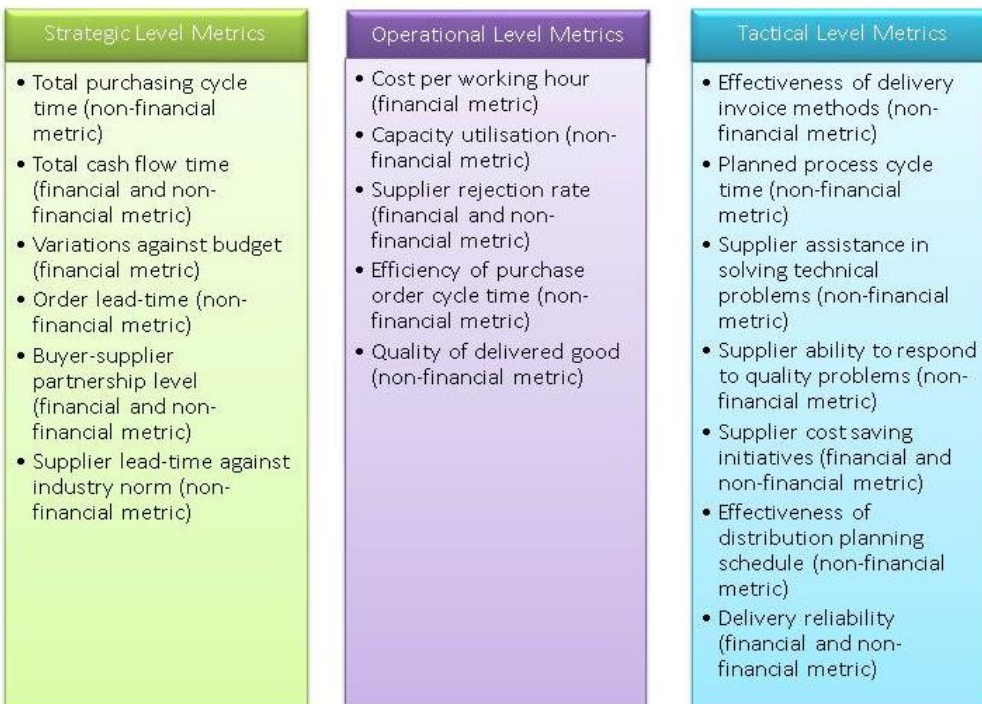 Strategic Level Metrics
• Total purchasing cycle
time (non-financial
metric)
• Total cash flow time
(financial and non-
financial metric)
• Variations against budget
(financial metric)
• Order lead-time (non-
financial metric)
• Buyer-supplier
partnership level
(financial and non-
financial metric)
• Supplier lead-time against
industry norm (non-
financial metric)
Operational Level Metrics
• Cost per working hour
(financial metric)
• Capacity utilisation (non-
financial metric)
• Supplier rejection rate
(financial and non-
financial metric)
• Efficiency of purchase
order cycle time (non-
financial metric)
• Quality of delivered good
(non-financial metric)
Tactical Level Metrics
• Effectiveness of delivery
invoice methods (non-
financial metric)
• Planned process cycle
time (non-financial
metric)
• Supplier assistance in
solving technical
problems (non-financial
metric)
• Supplier ability to respond
to quality problems (non-
financial metric)
• Supplier cost saving
initiatives (financial and
non-financial metric)
• Effectiveness of
distribution planning
schedule (non-financial
metric)
• Delivery reliability
(financial and non-
financial metric)